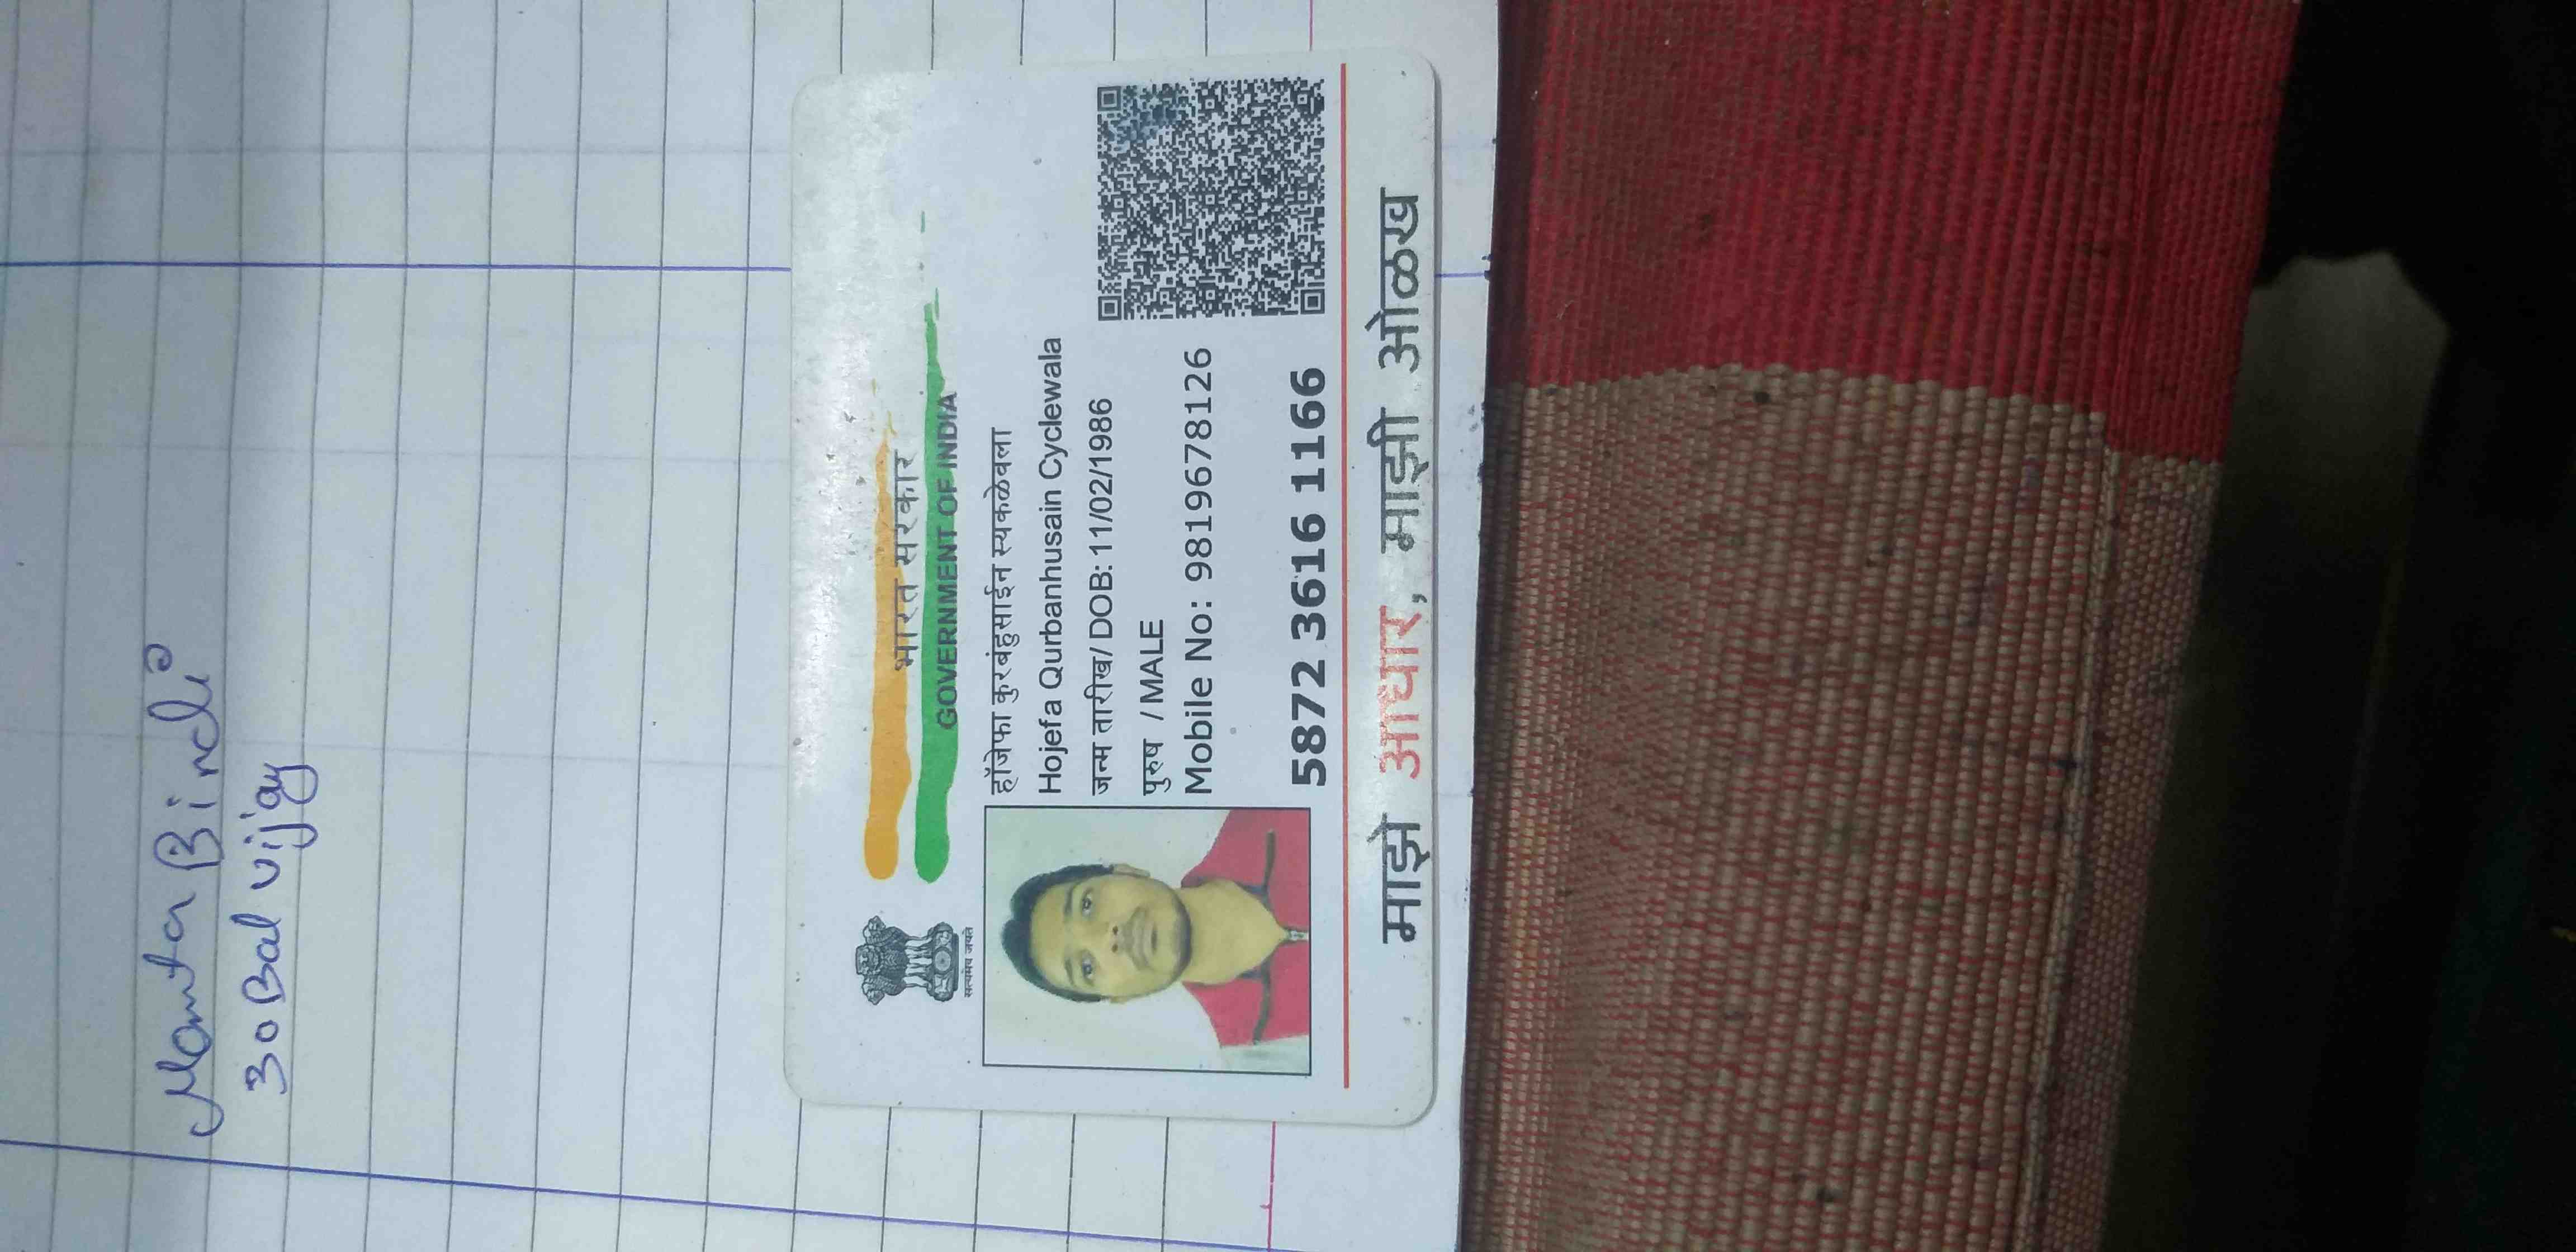 Mamta Bindi
30 Bal vijay
भारत सरकार
GOVERNMENT OF INDIA
सत्यमेव जयते
हॉजेफा कुरबंहुसाईन स्यकळेवला
Hojefa Qurbanhusain Cyclewala
जन्म तारीख/ DOB: 11/02/1986
पुरुष / MALE
Mobile No: 9819678126
5872 3616 1166
माझे आधार, माझी ओळख